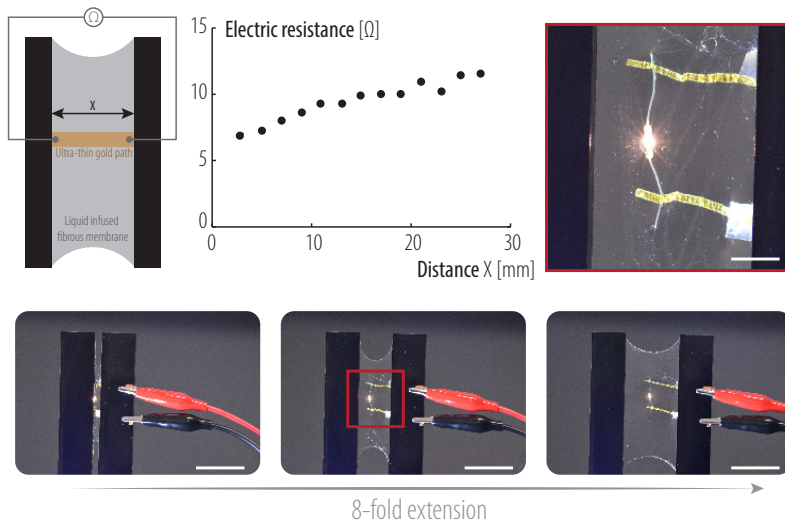 Ω
X
Ultra-thin gold path
Liquid infused
fibrous membrane
Electric resistance [Ω]
15
10
5
0
0
10
20
30
Distance X [mm]
8-fold extension